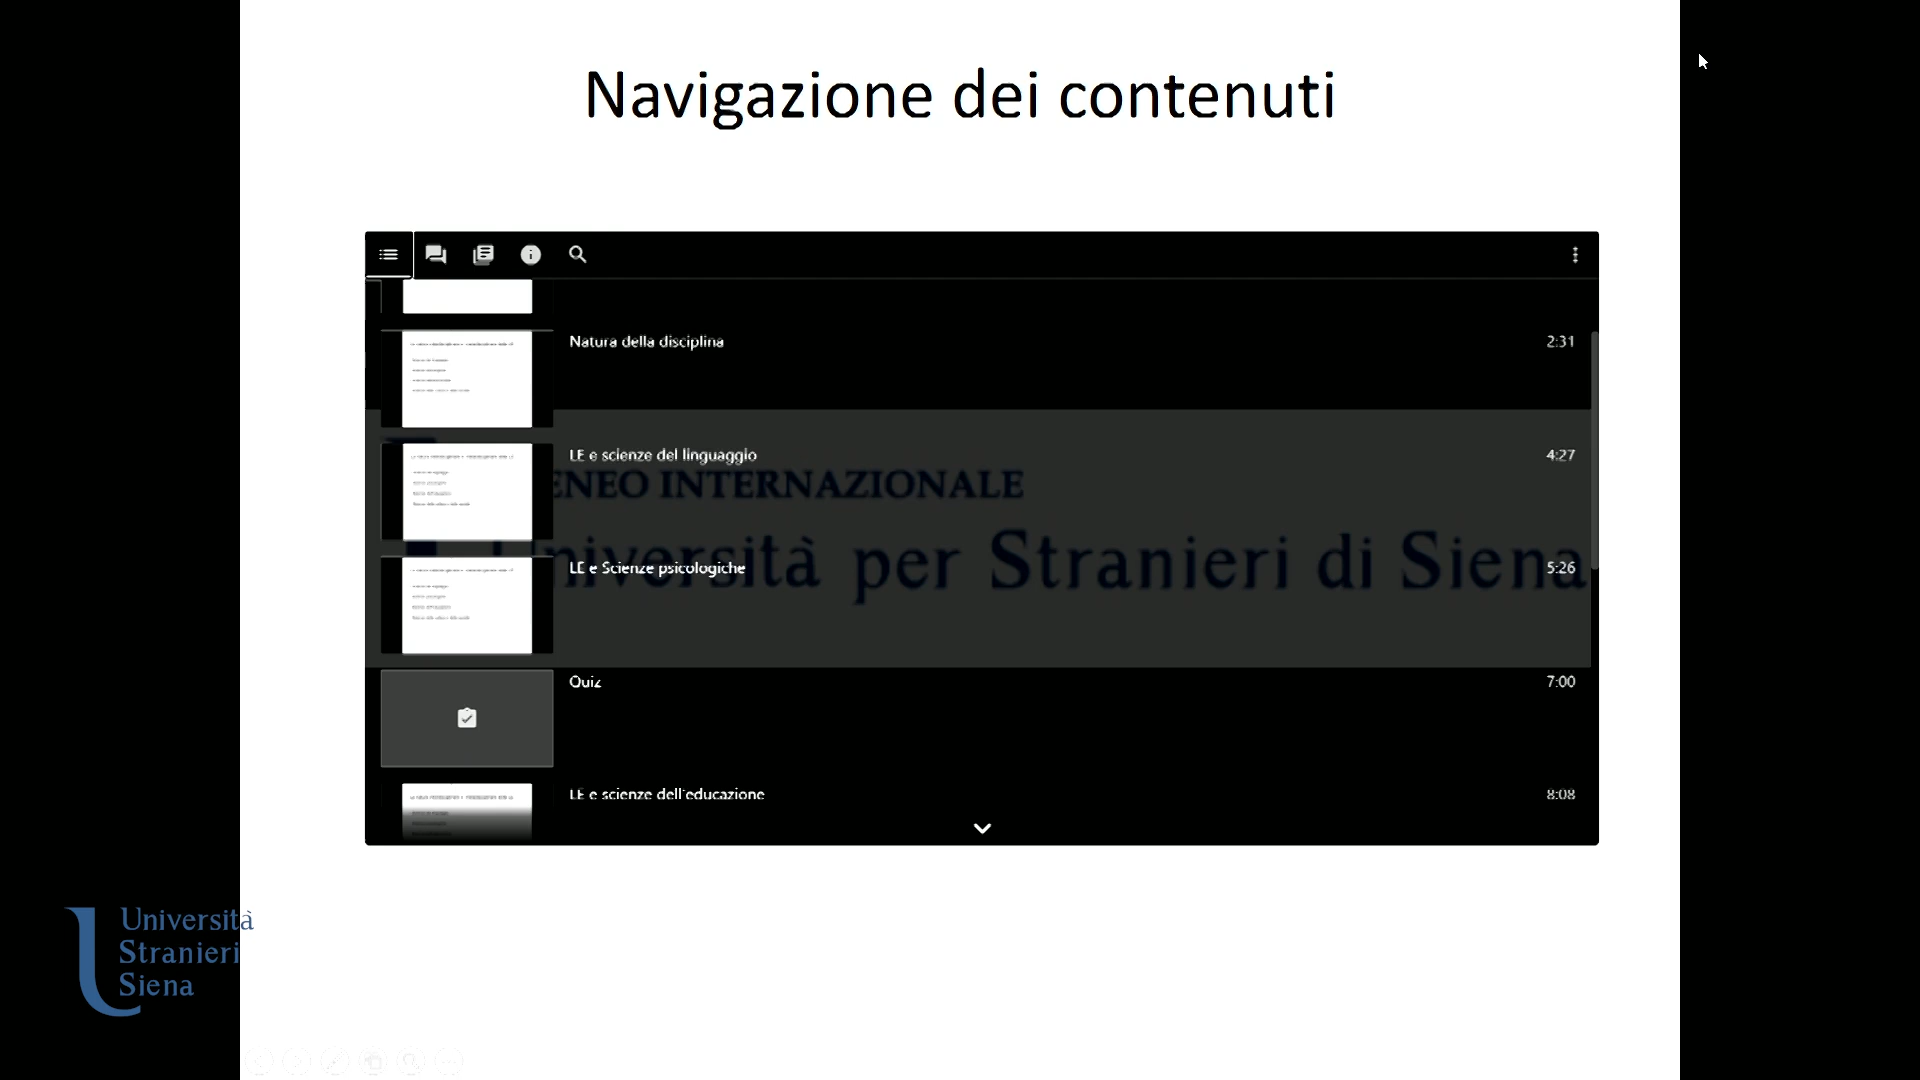 Navigazione dei contenuti
Natura della disciplina 2:31
LE e scienze del linguaggio 4:27
ENEO INTERNAZIONALE
Università per Stranieri di Siena
LE e Scienze psicologiche 5:26
Quiz 7:00
LE e scienze dell'educazione 8:08
Università
Stranieri
Siena